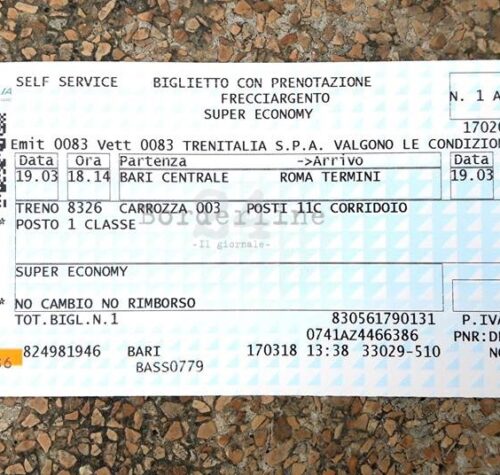 SELF SERVICE BIGLIETTO CON PRENOTAZIONE
FRECCIARGENTO
SUPER ECONOMY
N. 1 A
Emit 0083 Vett 0083 TRENITALIA S.P.A. VALGONO LE CONDIZION
Data Ora Partenza ->Arrivo Data
19.03 18.14 BARI CENTRALE ROMA TERMINI 19.03
TRENO 8326 CARROZZA 003 POSTI 11C CORRIDOIO
* POSTO 1 CLASSE
Borderline
24
-Il giornale-
SUPER ECONOMY
* NO CAMBIO NO RIMBORSO
TOT.BIGL.N.1 830561790131 P.IVA
0741AZ4466386 PNR:DE
824981946 BARI 170318 13:38 33029-510
BASS0779